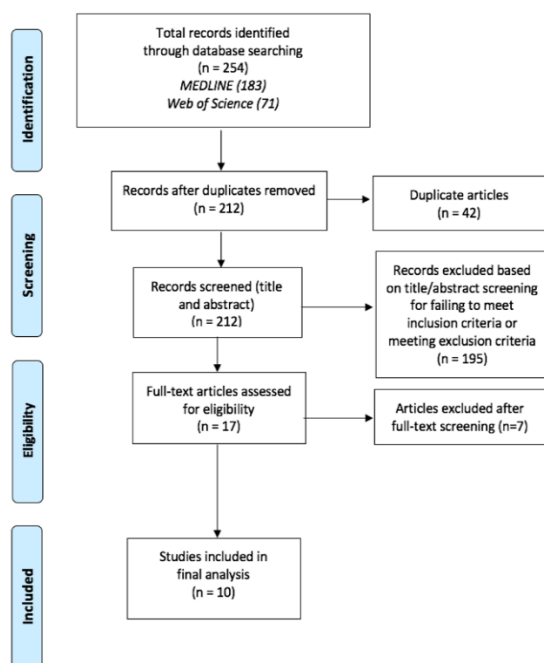 Identification
Total records identified
through database searching
(n = 254)
MEDLINE (183)
Web of Science (71)
Screening
Records after duplicates removed
(n = 212)
Duplicate articles
(n = 42)
Records screened (title
and abstract)
(n = 212)
Records excluded based
on title/abstract screening
for failing to meet
inclusion criteria or
meeting exclusion criteria
(n = 195)
Eligibility
Full-text articles assessed
for eligibility
(n = 17)
Articles excluded after
full-text screening (n=7)
Included
Studies included in
final analysis
(n = 10)